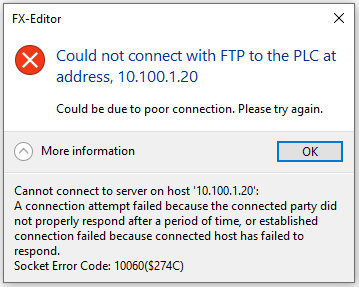 FX-Editor
Could not connect with FTP to the PLC at
address, 10.100.1.20
Could be due to poor connection. Please try again.
More information
OK
Cannot connect to server on host '10.100.1.20':
A connection attempt failed because the connected party did
not properly respond after a period of time, or established
connection failed because connected host has failed to
respond.
Socket Error Code: 10060($274C)